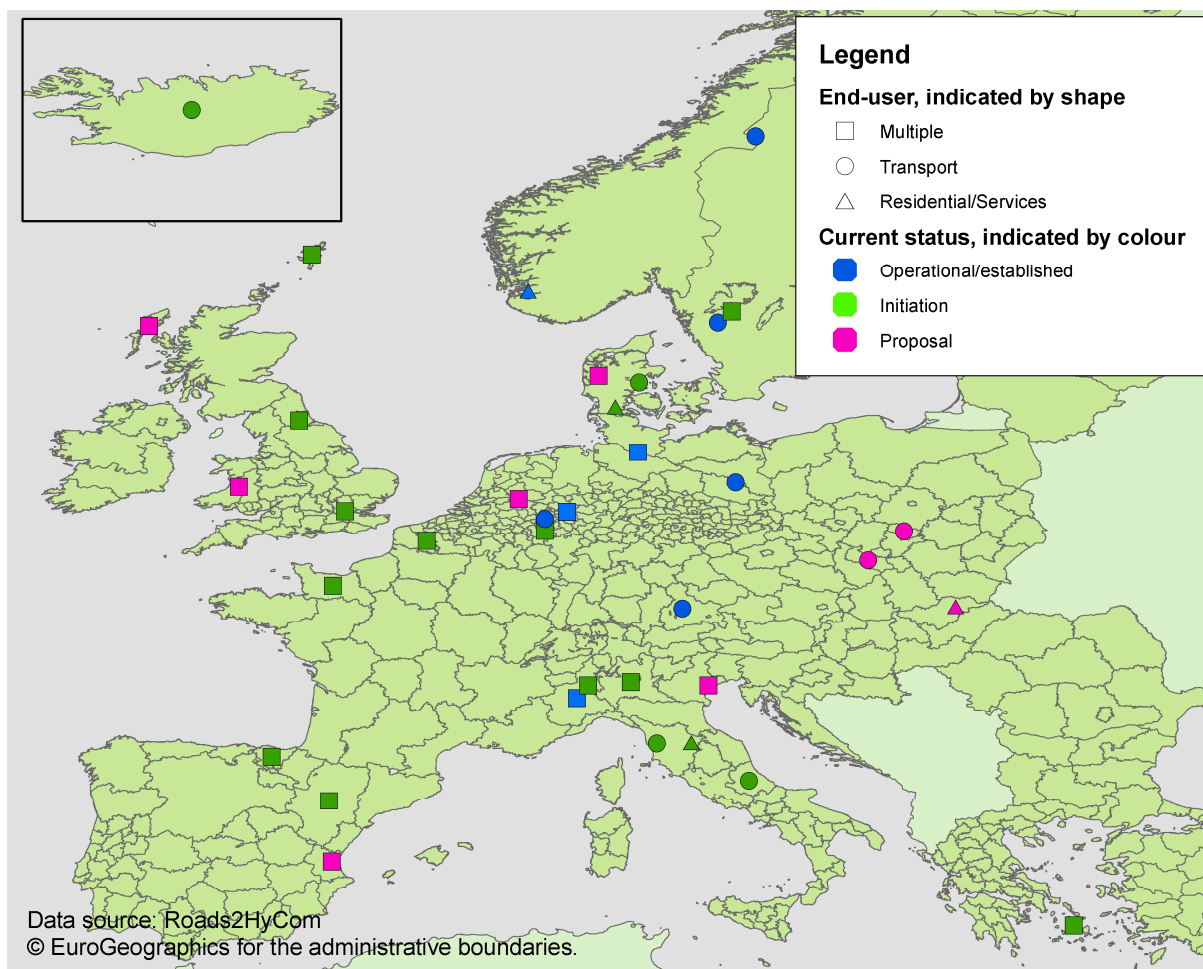 Legend
End-user, indicated by shape
Multiple
Transport
Residential/Services
Current status, indicated by colour
Operational/established
Initiation
Proposal
Data source: Roads2HyCom
© EuroGeographics for the administrative boundaries.